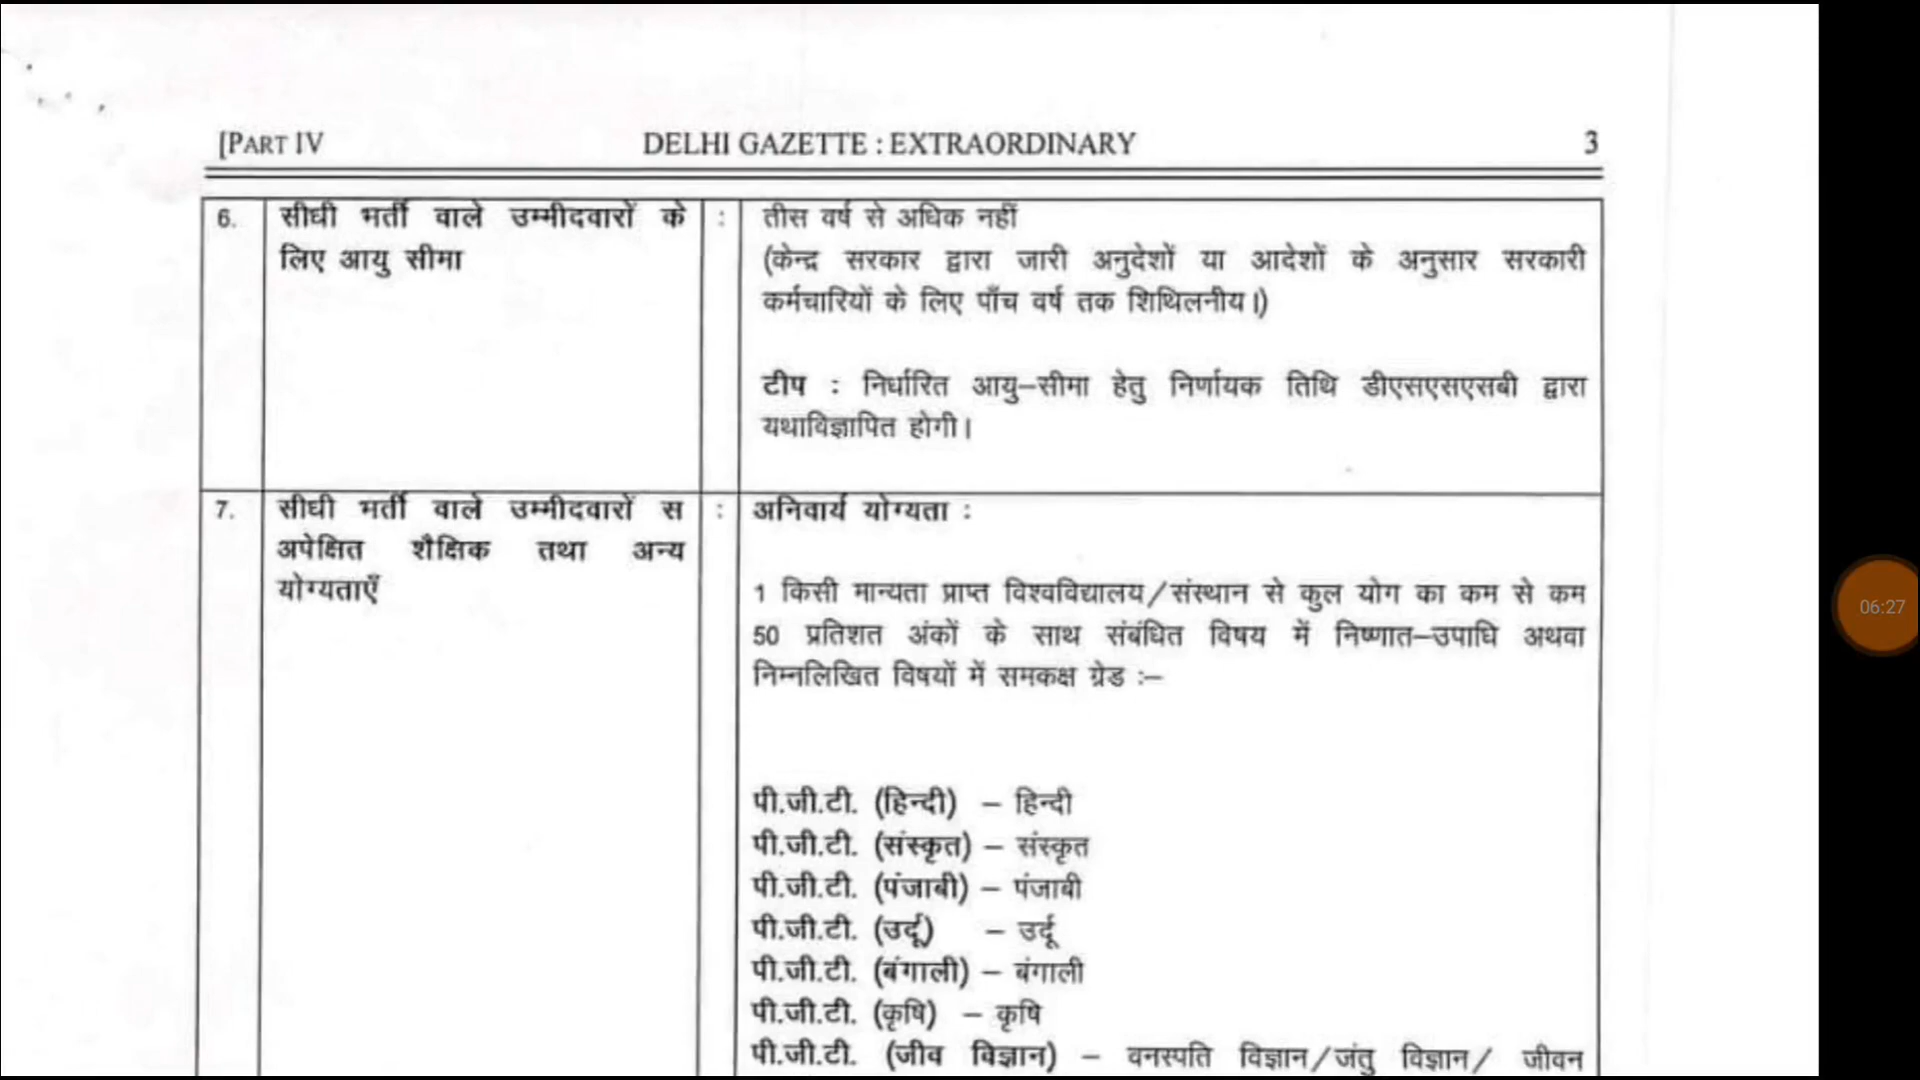 [PART IV DELHI GAZETTE : EXTRAORDINARY 3
6. सीधी भर्ती वाले उम्मीदवारों के : तीस वर्ष से अधिक नहीं
लिए आयु सीमा (केन्द्र सरकार द्वारा जारी अनुदेशों या आदेशों के अनुसार सरकारी
कर्मचारियों के लिए पाँच वर्ष तक शिथिलनीय।)
टीप : निर्धारित आयु–सीमा हेतु निर्णायक तिथि डीएसएसएसबी द्वारा
यथाविज्ञापित होगी।
7. सीधी भर्ती वाले उम्मीदवारों स : अनिवार्य योग्यता :
अपेक्षित शैक्षिक तथा अन्य
योग्यताएँ
1 किसी मान्यता प्राप्त विश्वविद्यालय/संस्थान से कुल योग का कम से कम
50 प्रतिशत अंकों के साथ संबंधित विषय में निष्णात–उपाधि अथवा
निम्नलिखित विषयों में समकक्ष ग्रेड :–
पी.जी.टी. (हिन्दी) – हिन्दी
पी.जी.टी. (संस्कृत) – संस्कृत
पी.जी.टी. (पंजाबी) – पंजाबी
पी.जी.टी. (उर्दू) – उर्दू
पी.जी.टी. (बंगाली) – बंगाली
पी.जी.टी. (कृषि) – कृषि
पी.जी.टी. (जीव विज्ञान) – वनस्पति विज्ञान/जंतु विज्ञान/ जीवन
06:27